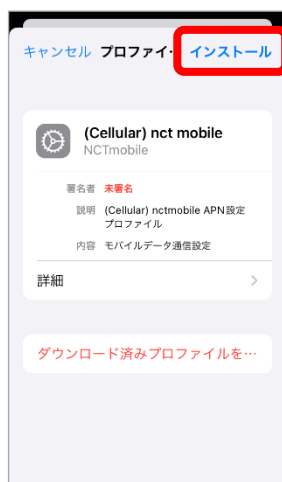 キャンセル プロファイ‥ インストール
(Cellular) nct mobile
NCTmobile
署名者 未署名
説明 (Cellular) nctmobile APN設定
プロファイル
内容 モバイルデータ通信設定
詳細
ダウンロード済みプロファイルを…